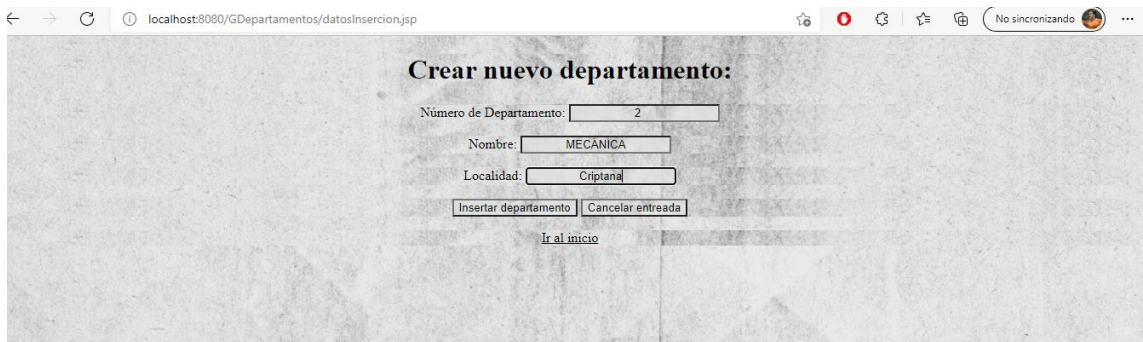 localhost:8080/GDepartamentos/datosInsercion.jsp
No sincronizando
Crear nuevo departamento:
Número de Departamento: 2
Nombre: MECÁNICA
Localidad: Criptana
Insertar departamento Cancelar entreada
Ir al inicio